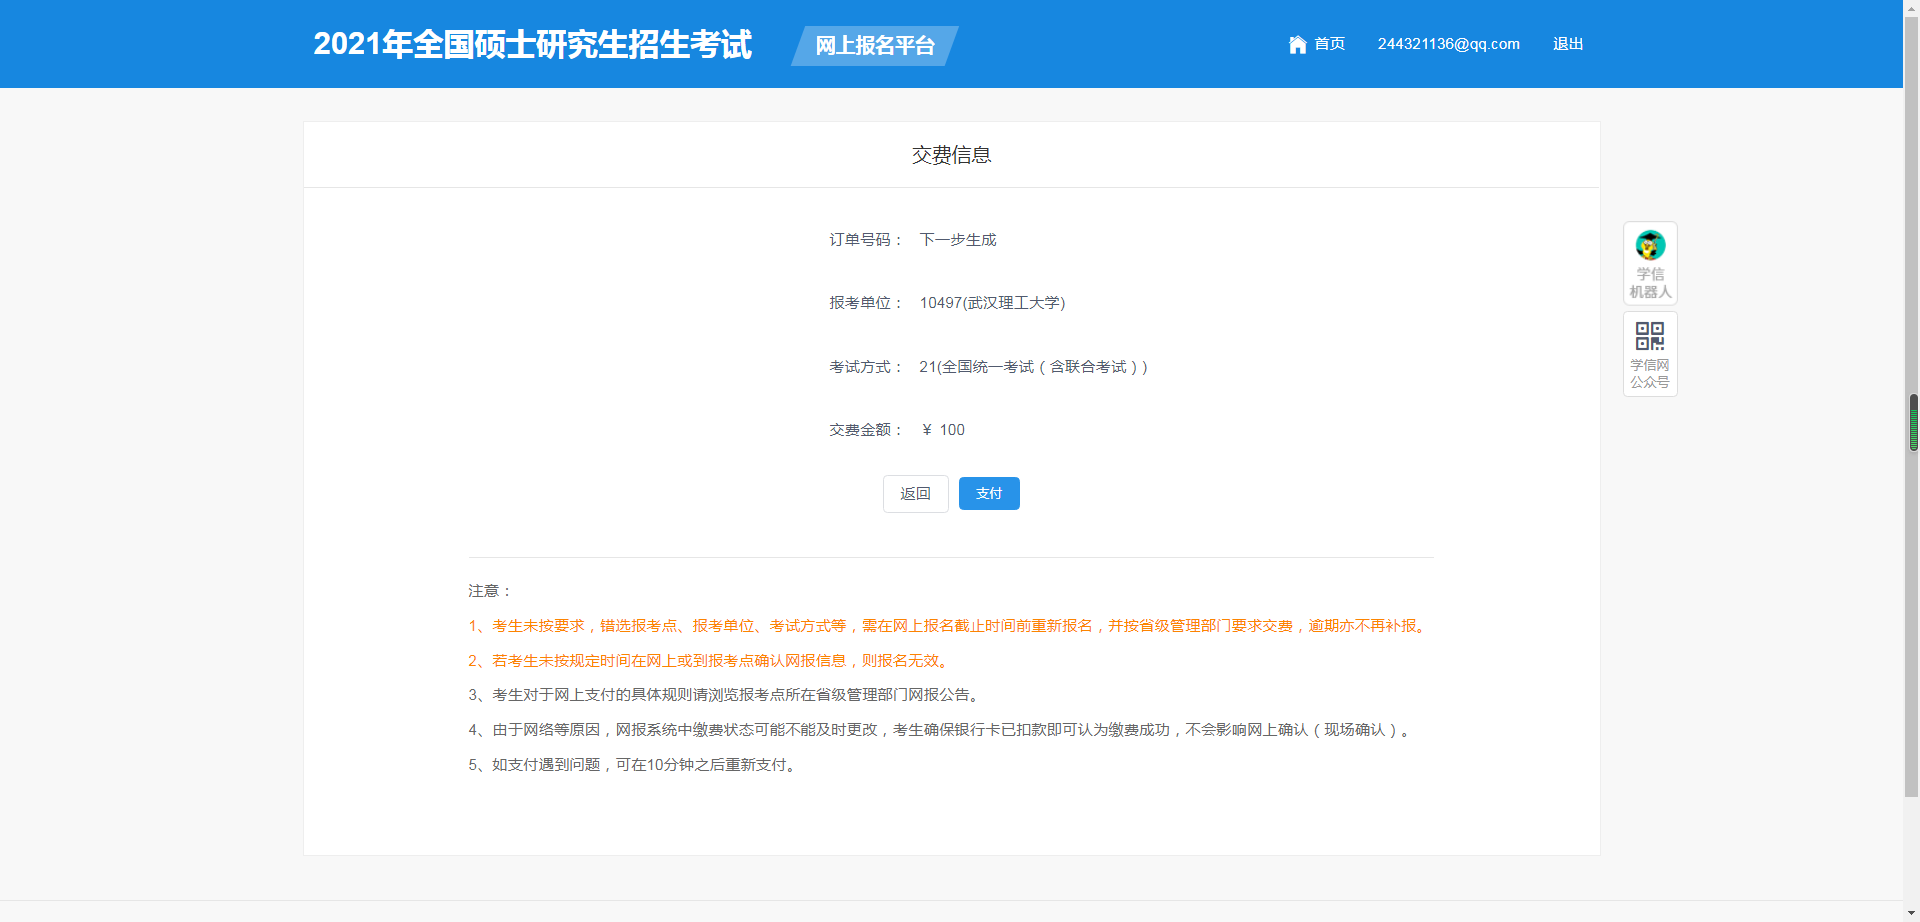 2021年全国硕士研究生招生考试
网上报名平台
首页
244321136@qq.com
退出
交费信息
订单号码： 下一步生成
报考单位： 10497(武汉理工大学)
考试方式： 21(全国统一考试（含联合考试）)
交费金额： ￥ 100
返回
支付
学信
机器人
学信网
公众号
注意：
1、考生未按要求，错选报考点、报考单位、考试方式等，需在网上报名截止时间前重新报名，并按省级管理部门要求交费，逾期亦不再补报。
2、若考生未按规定时间在网上或到报考点确认网报信息，则报名无效。
3、考生对于网上支付的具体规则请浏览报考点所在省级管理部门网报公告。
4、由于网络等原因，网报系统中缴费状态可能不能及时更改，考生确保银行卡已扣款即可认为缴费成功，不会影响网上确认（现场确认）。
5、如支付遇到问题，可在10分钟之后重新支付。